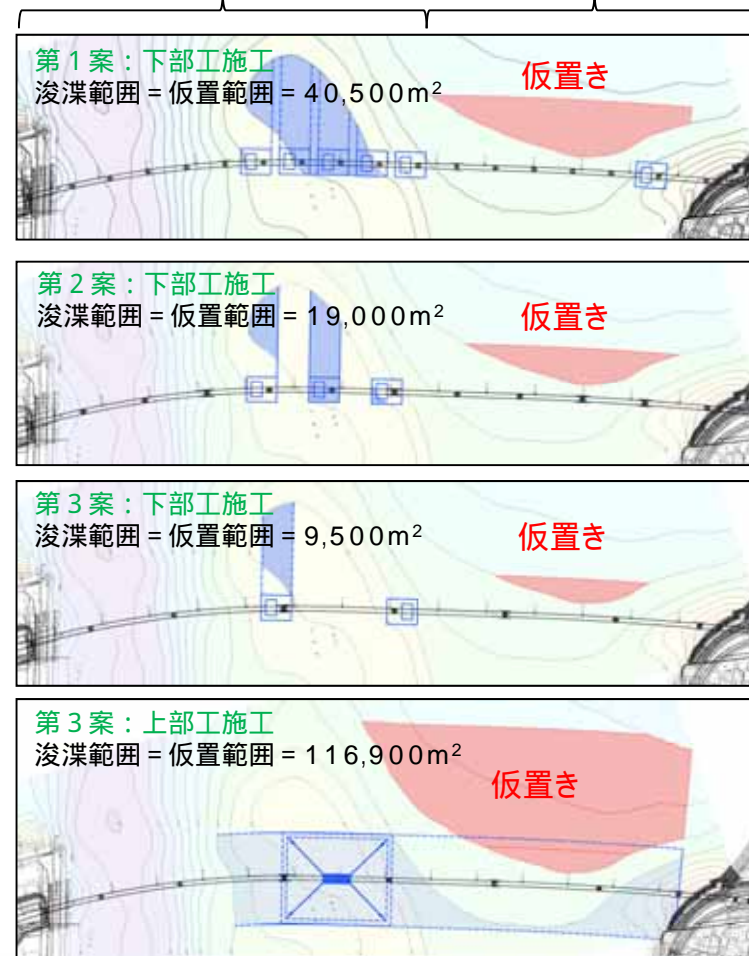 第1案：下部工施工
浚渫範囲＝仮置範囲＝40,500m²
仮置き
第2案：下部工施工
浚渫範囲＝仮置範囲＝19,000m²
仮置き
第3案：下部工施工
浚渫範囲＝仮置範囲＝9,500m²
仮置き
第3案：上部工施工
浚渫範囲＝仮置範囲＝116,900m²
仮置き